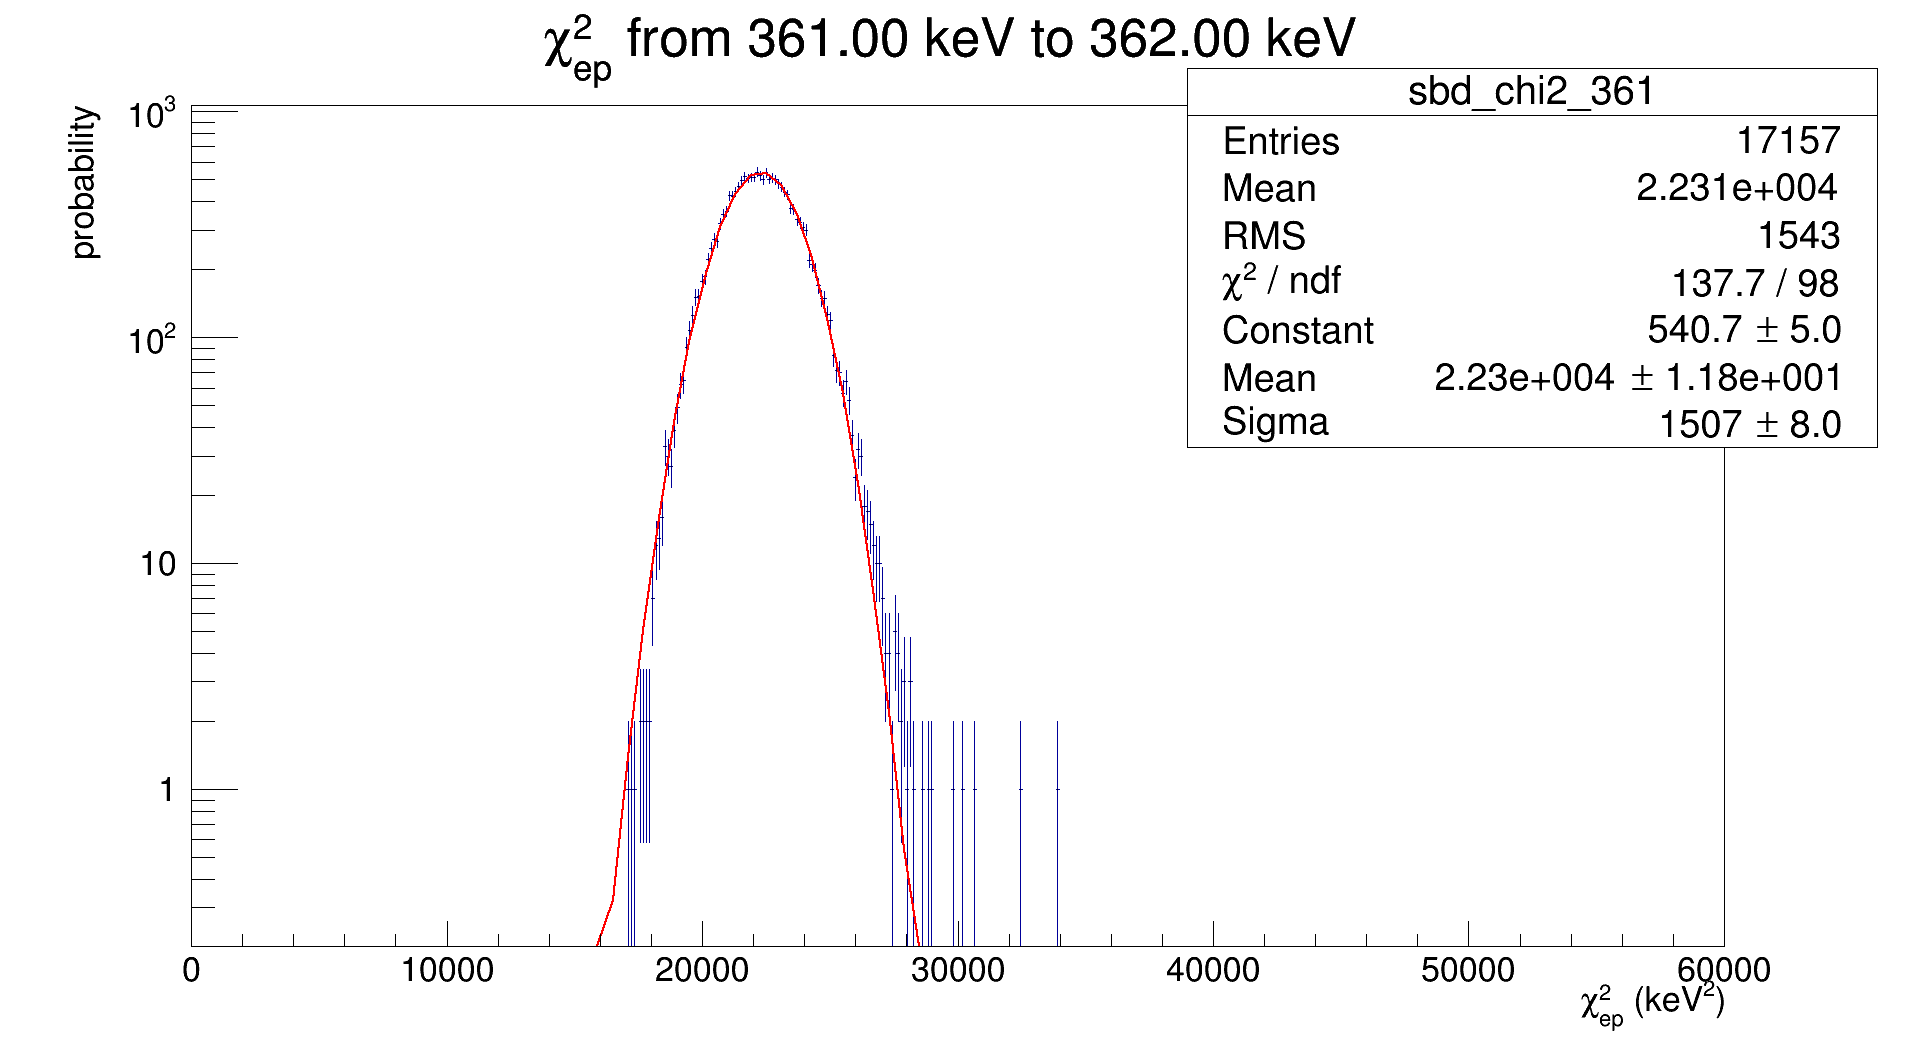 χ²ep from 361.00 keV to 362.00 keV
sbd_chi2_361
Entries 17157
Mean 2.231e+004
RMS 1543
χ² / ndf 137.7 / 98
Constant 540.7 ± 5.0
Mean 2.23e+004 ± 1.18e+001
Sigma 1507 ± 8.0
probability
10³
10²
10
1
0 10000 20000 30000 40000 50000 60000
χ²ep (keV²)